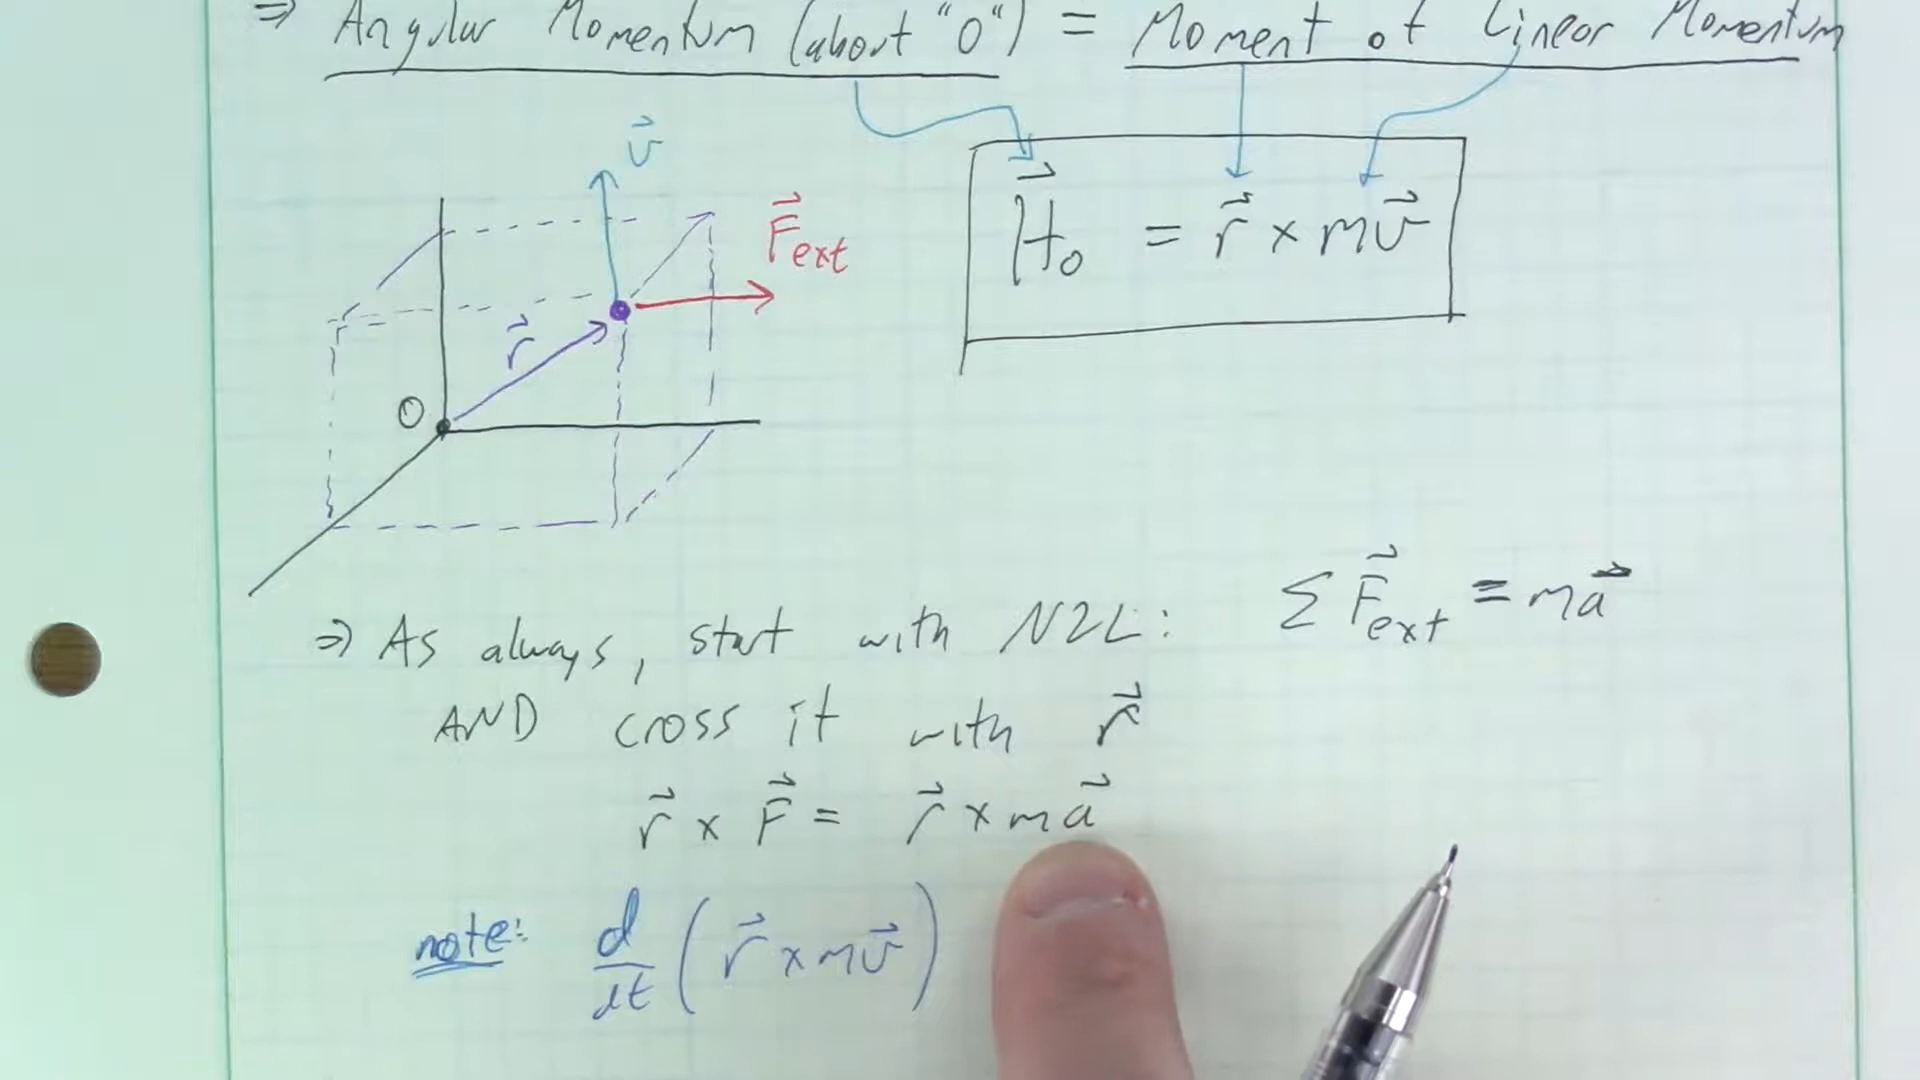 ⇒ Angular Momentum (about "O") = Moment of Linear Momentum
v⃗
F⃗ext
H⃗o = r⃗ × mv⃗
r⃗
O
⇒ As always, start with N2L: ΣF⃗ext = ma⃗
AND cross it with r⃗
r⃗ × F⃗ = r⃗ × ma⃗
note: d/dt (r⃗ × mv⃗)